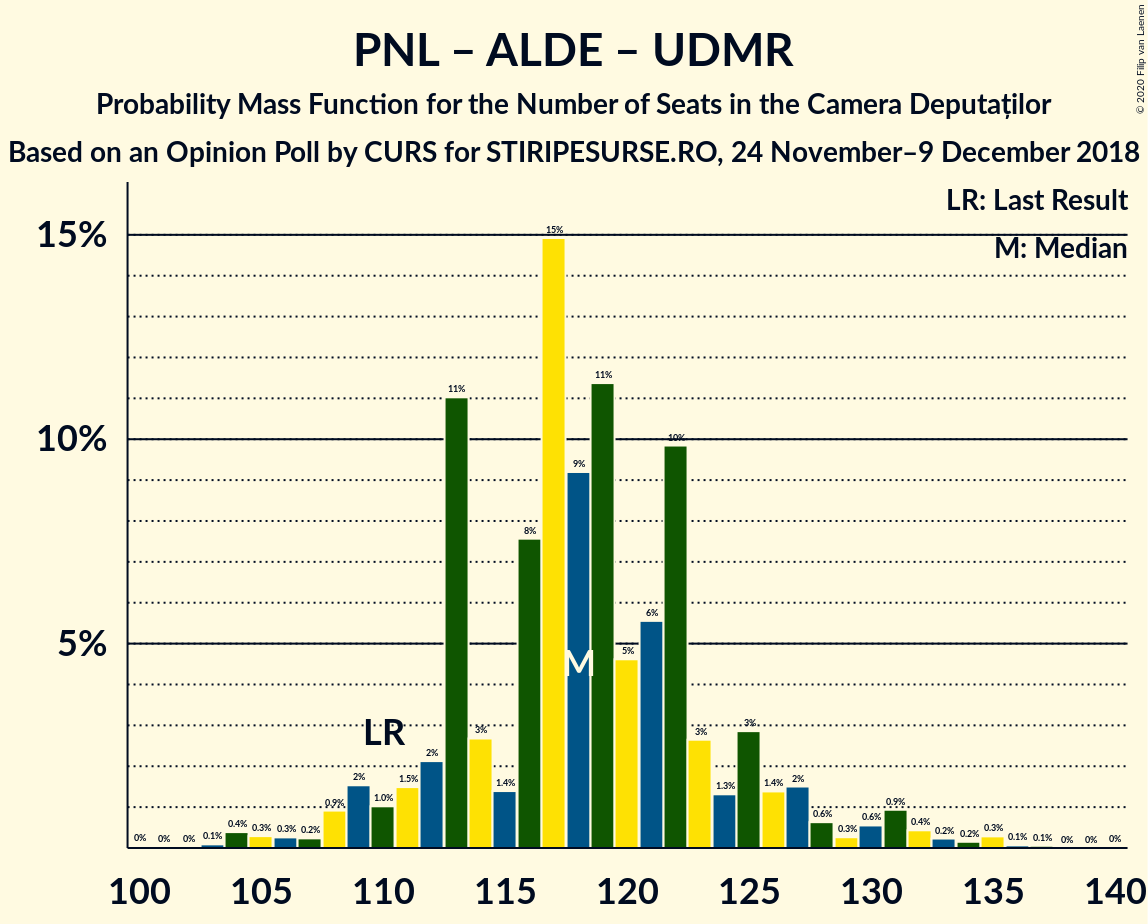 PNL – ALDE – UDMR
Probability Mass Function for the Number of Seats in the Camera Deputaților
Based on an Opinion Poll by CURS for STIRIPESURSE.RO, 24 November–9 December 2018
© 2020 Filip van Laenen
LR: Last Result
M: Median
15%
10%
5%
0% 0% 0% 0.1% 0.4% 0.3% 0.3% 0.2% 0.9% 2% 1.0% 1.5% 2% 11% 3% 1.4% 8% 15% 9% 11% 5% 6% 10% 3% 1.3% 3% 1.4% 2% 0.6% 0.3% 0.6% 0.9% 0.4% 0.2% 0.2% 0.3% 0.1% 0.1% 0% 0% 0%
LR
M
100 105 110 115 120 125 130 135 140